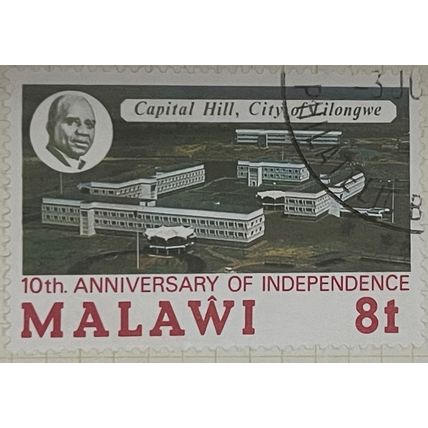 Capital Hill, City of Lilongwe
10th. ANNIVERSARY OF INDEPENDENCE
MALAŴI 8t